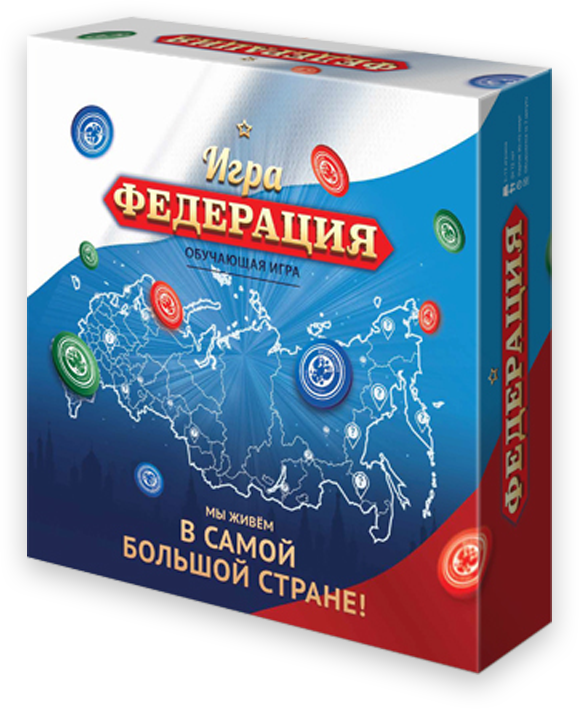 ФЕДЕРАЦИЯ
Игра
ФЕДЕРАЦИЯ
ОБУЧАЮЩАЯ ИГРА
МЫ ЖИВЁМ
В САМОЙ
БОЛЬШОЙ СТРАНЕ!
ФЕДЕРАЦИЯ